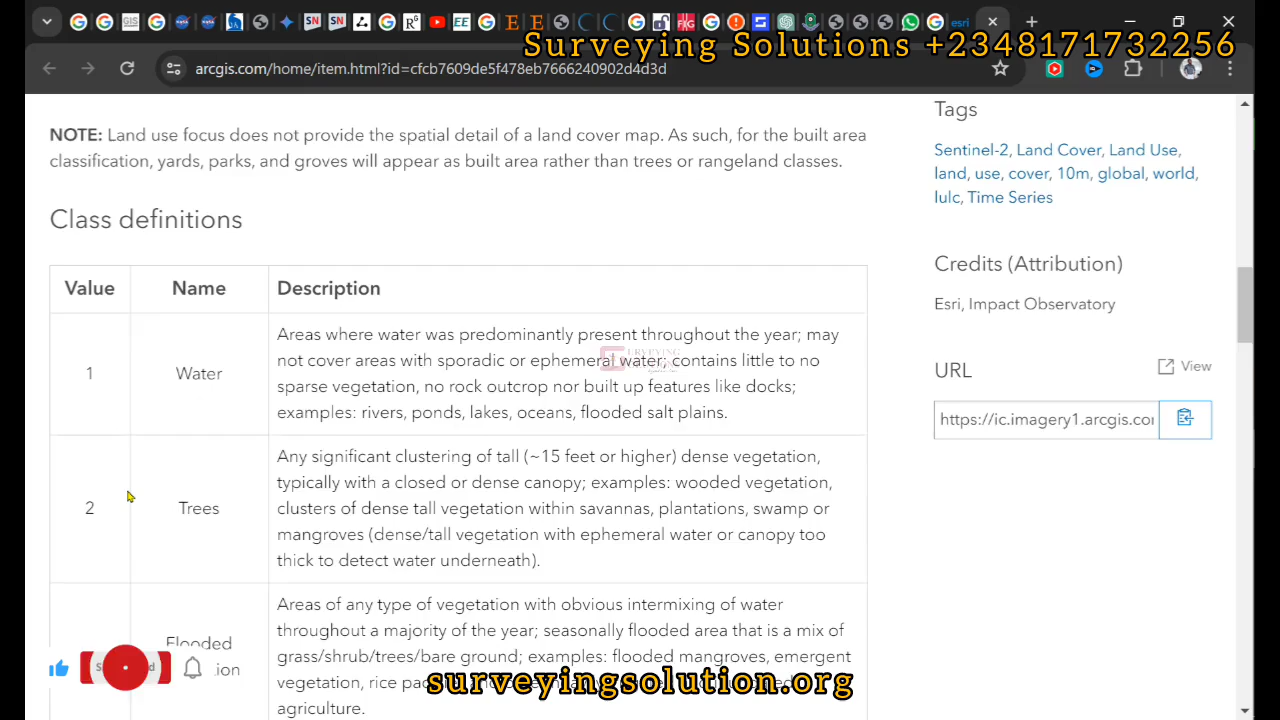 Surveying Solutions +2348171732256
arcgis.com/home/item.html?id=cfcb7609de5f478eb7666240902d4d3d
esri
NOTE: Land use focus does not provide the spatial detail of a land cover map. As such, for the built area
classification, yards, parks, and groves will appear as built area rather than trees or rangeland classes.
Class definitions
Value Name Description
1 Water
Areas where water was predominantly present throughout the year; may
not cover areas with sporadic or ephemeral water; contains little to no
sparse vegetation, no rock outcrop nor built up features like docks;
examples: rivers, ponds, lakes, oceans, flooded salt plains.
2 Trees
Any significant clustering of tall (~15 feet or higher) dense vegetation,
typically with a closed or dense canopy; examples: wooded vegetation,
clusters of dense tall vegetation within savannas, plantations, swamp or
mangroves (dense/tall vegetation with ephemeral water or canopy too
thick to detect water underneath).
Flooded
Areas of any type of vegetation with obvious intermixing of water
throughout a majority of the year; seasonally flooded area that is a mix of
grass/shrub/trees/bare ground; examples: flooded mangroves, emergent
vegetation, rice
agriculture.
surveyingsolution.org
Tags
Sentinel-2, Land Cover, Land Use,
land, use, cover, 10m, global, world,
lulc, Time Series
Credits (Attribution)
Esri, Impact Observatory
URL
View
https://ic.imagery1.arcgis.co